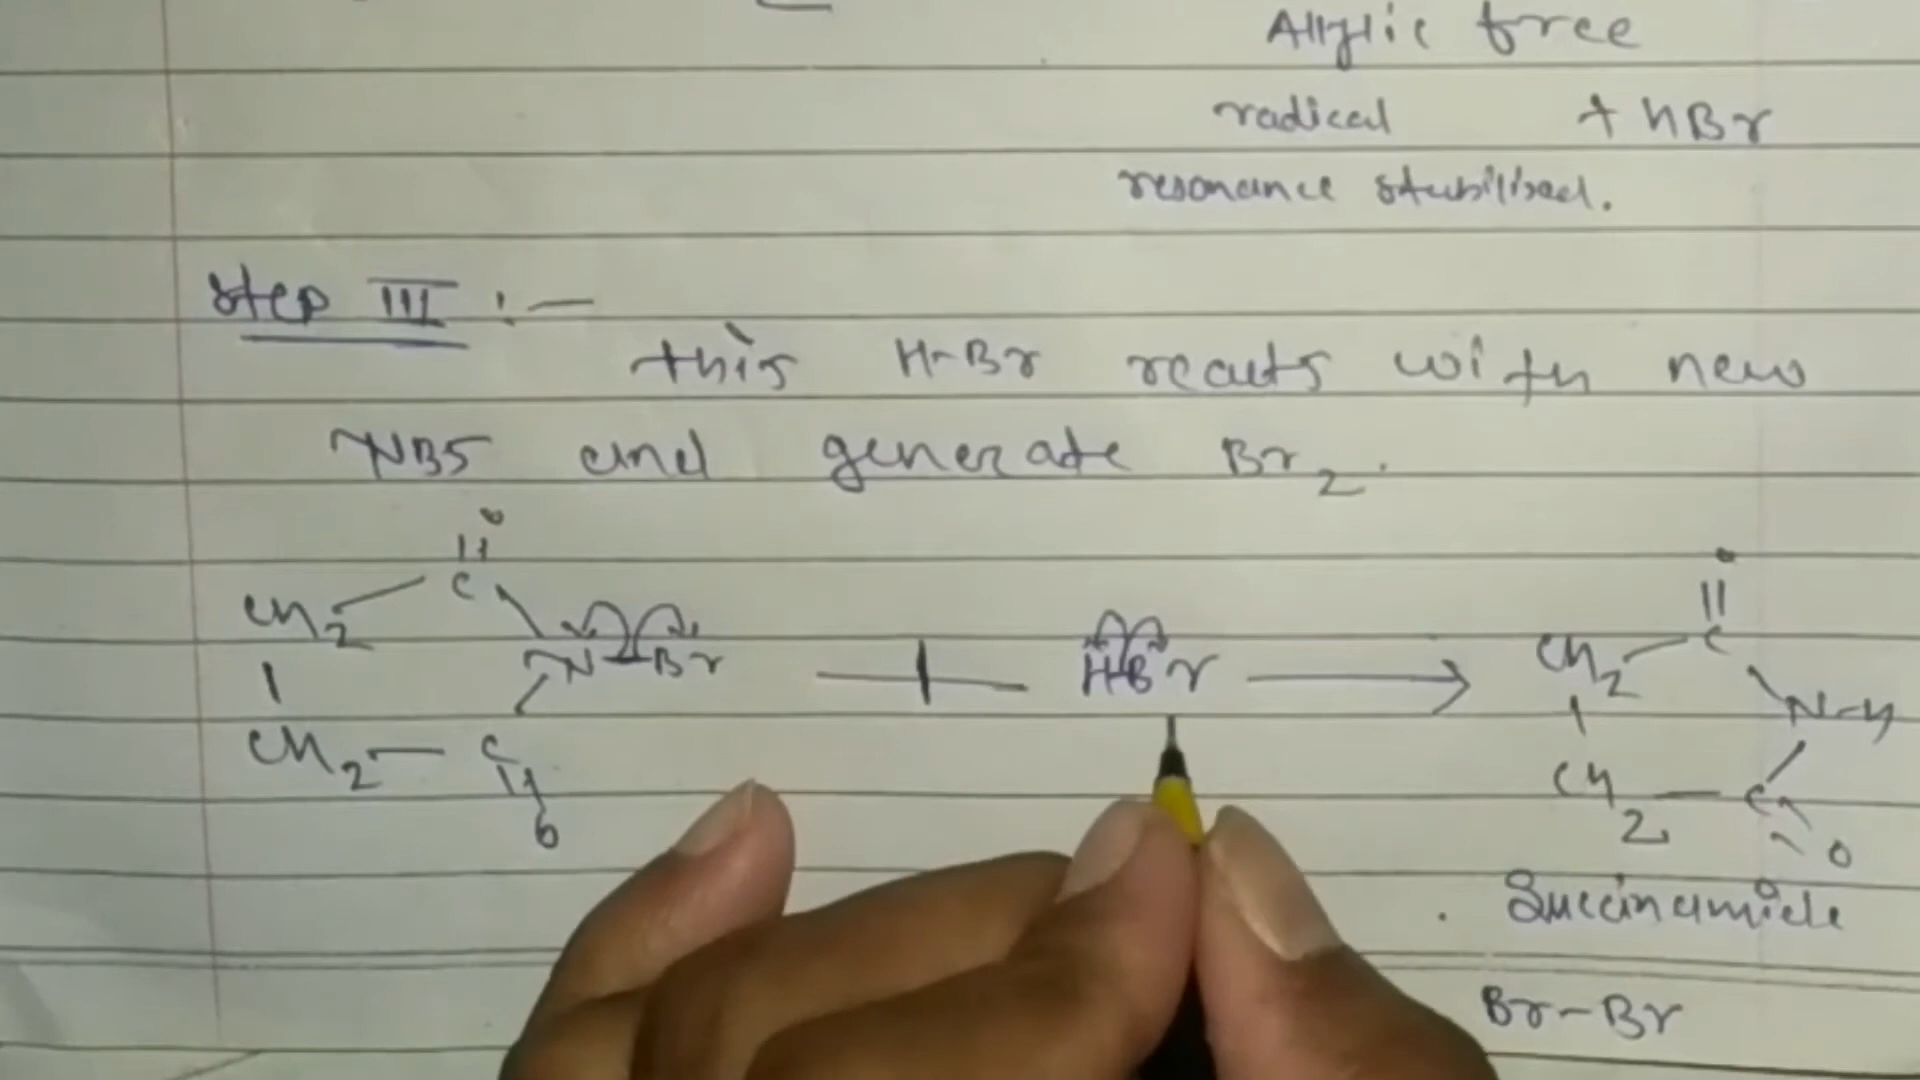 Allylic free
radical + HBr
resonance stabilised.
Step III :-
this H-Br reacts with new
NBS and generate Br2.
O
||
C
CH2 N-Br + HBr → CH2 C N-H
CH2 - C
O
CH2 - C
O
Succinamide
Br-Br